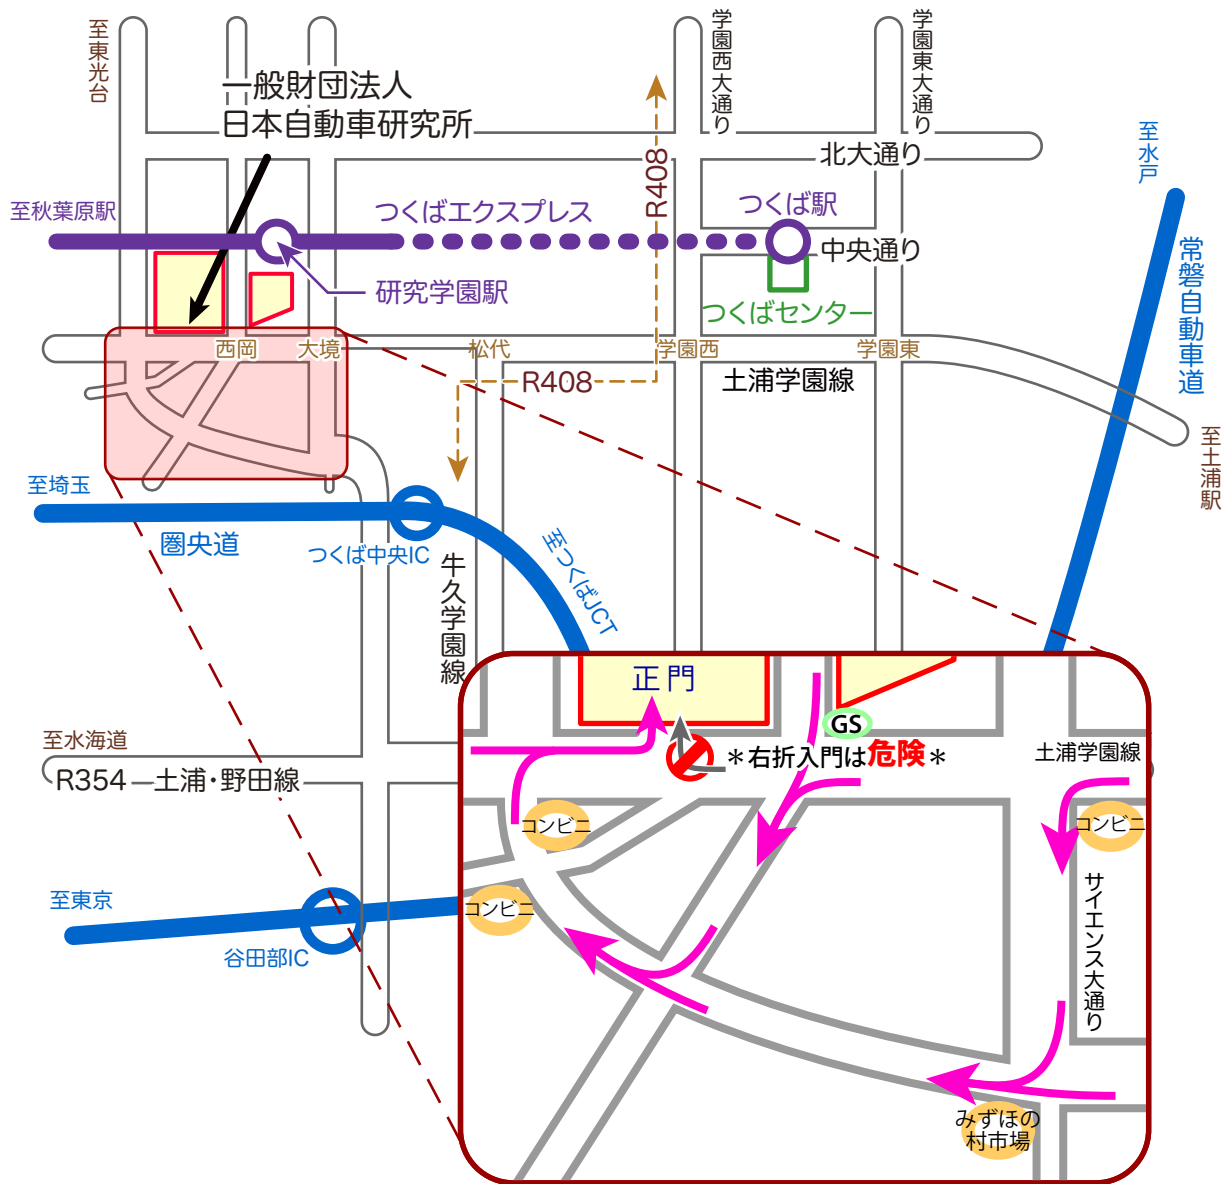 至東光台
学園西大通り
学園東大通り
一般財団法人
日本自動車研究所
R408
北大通り
至水戸
至秋葉原駅
つくばエクスプレス
つくば駅
中央通り
常磐自動車道
研究学園駅
つくばセンター
西岡
大境
松代
学園西
学園東
R408
土浦学園線
至土浦駅
至埼玉
圏央道
つくば中央IC
至つくばJCT
牛久学園線
正門
GS
至水海道
R354
土浦・野田線
*右折入門は危険*
土浦学園線
コンビニ
コンビニ
至東京
コンビニ
サイエンス大通り
谷田部IC
みずほの
村市場